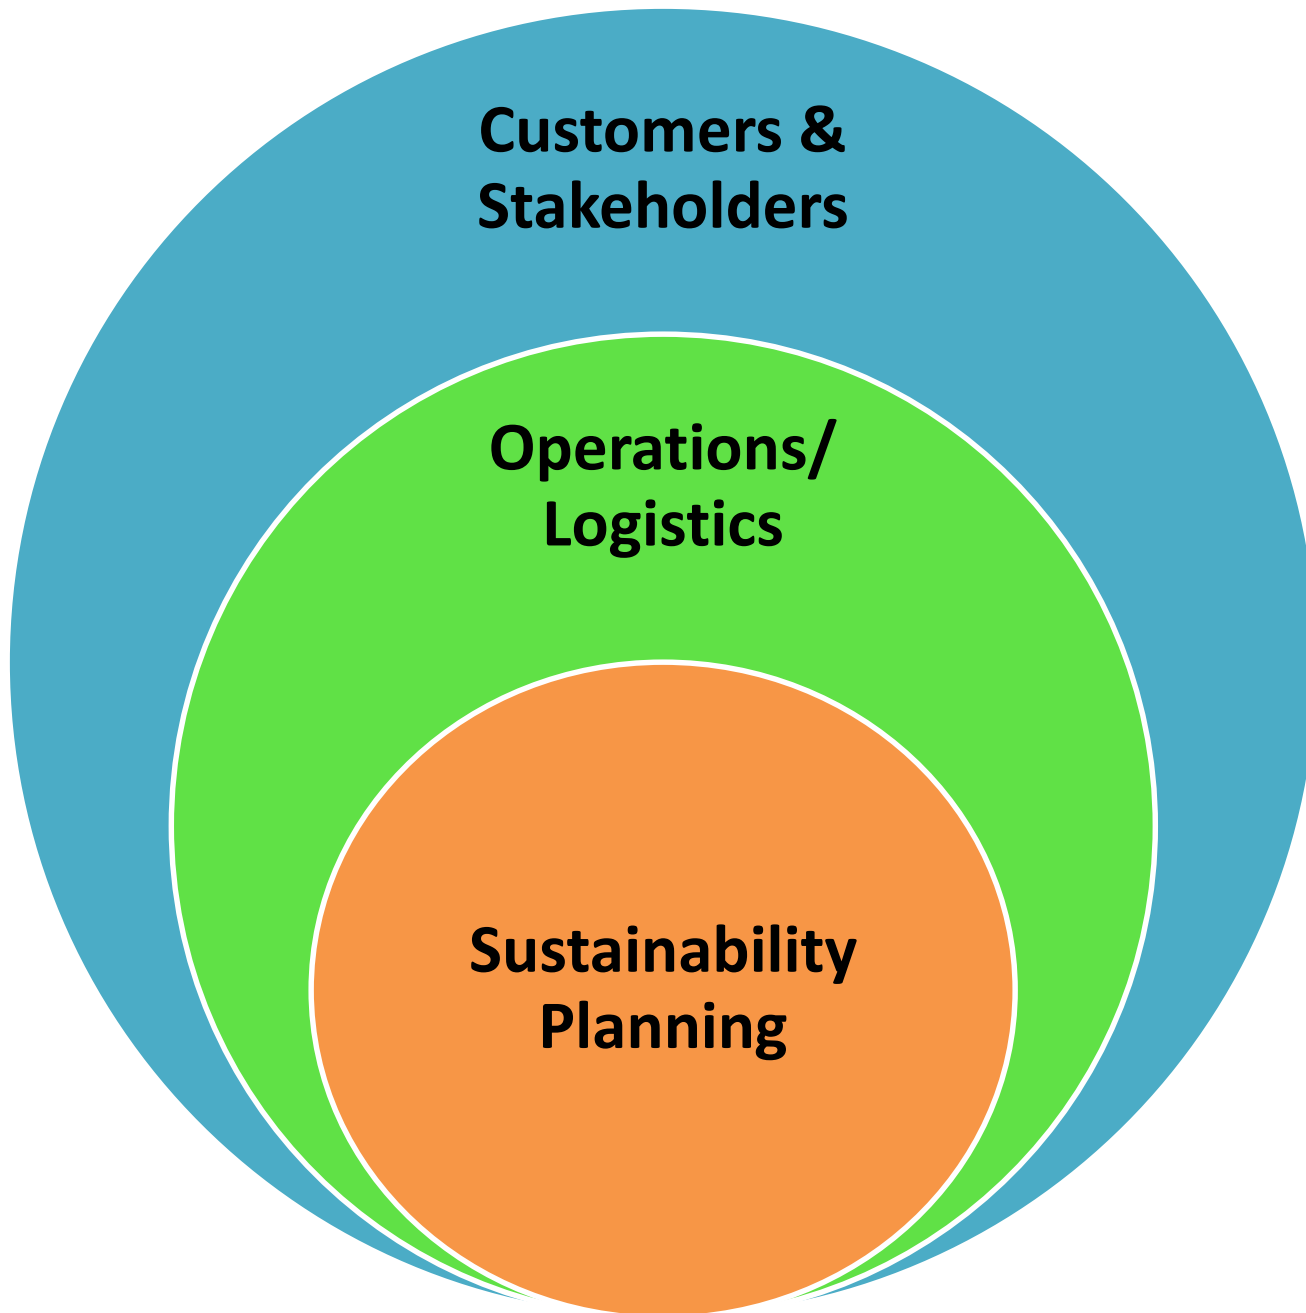 Customers &
Stakeholders
Operations/
Logistics
Sustainability
Planning